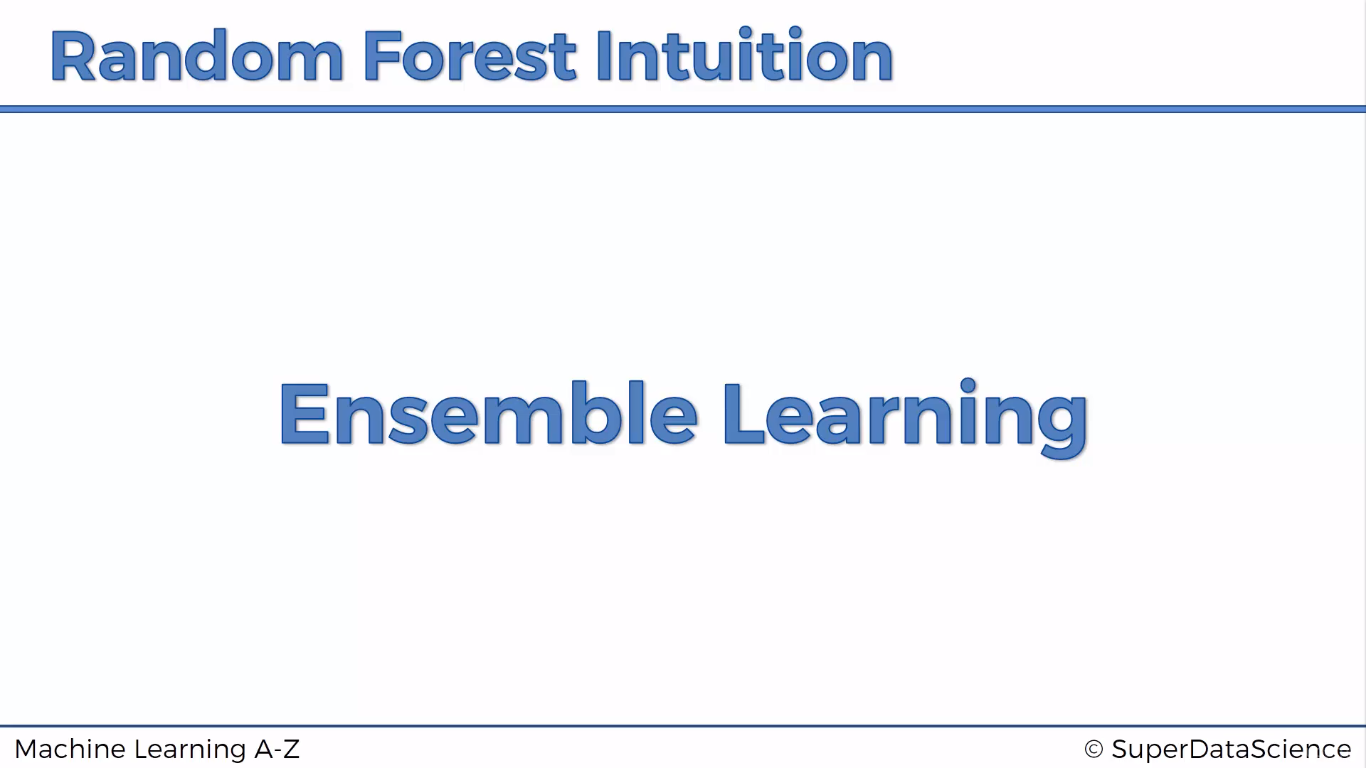 Random Forest Intuition
Ensemble Learning
Machine Learning A-Z
© SuperDataScience